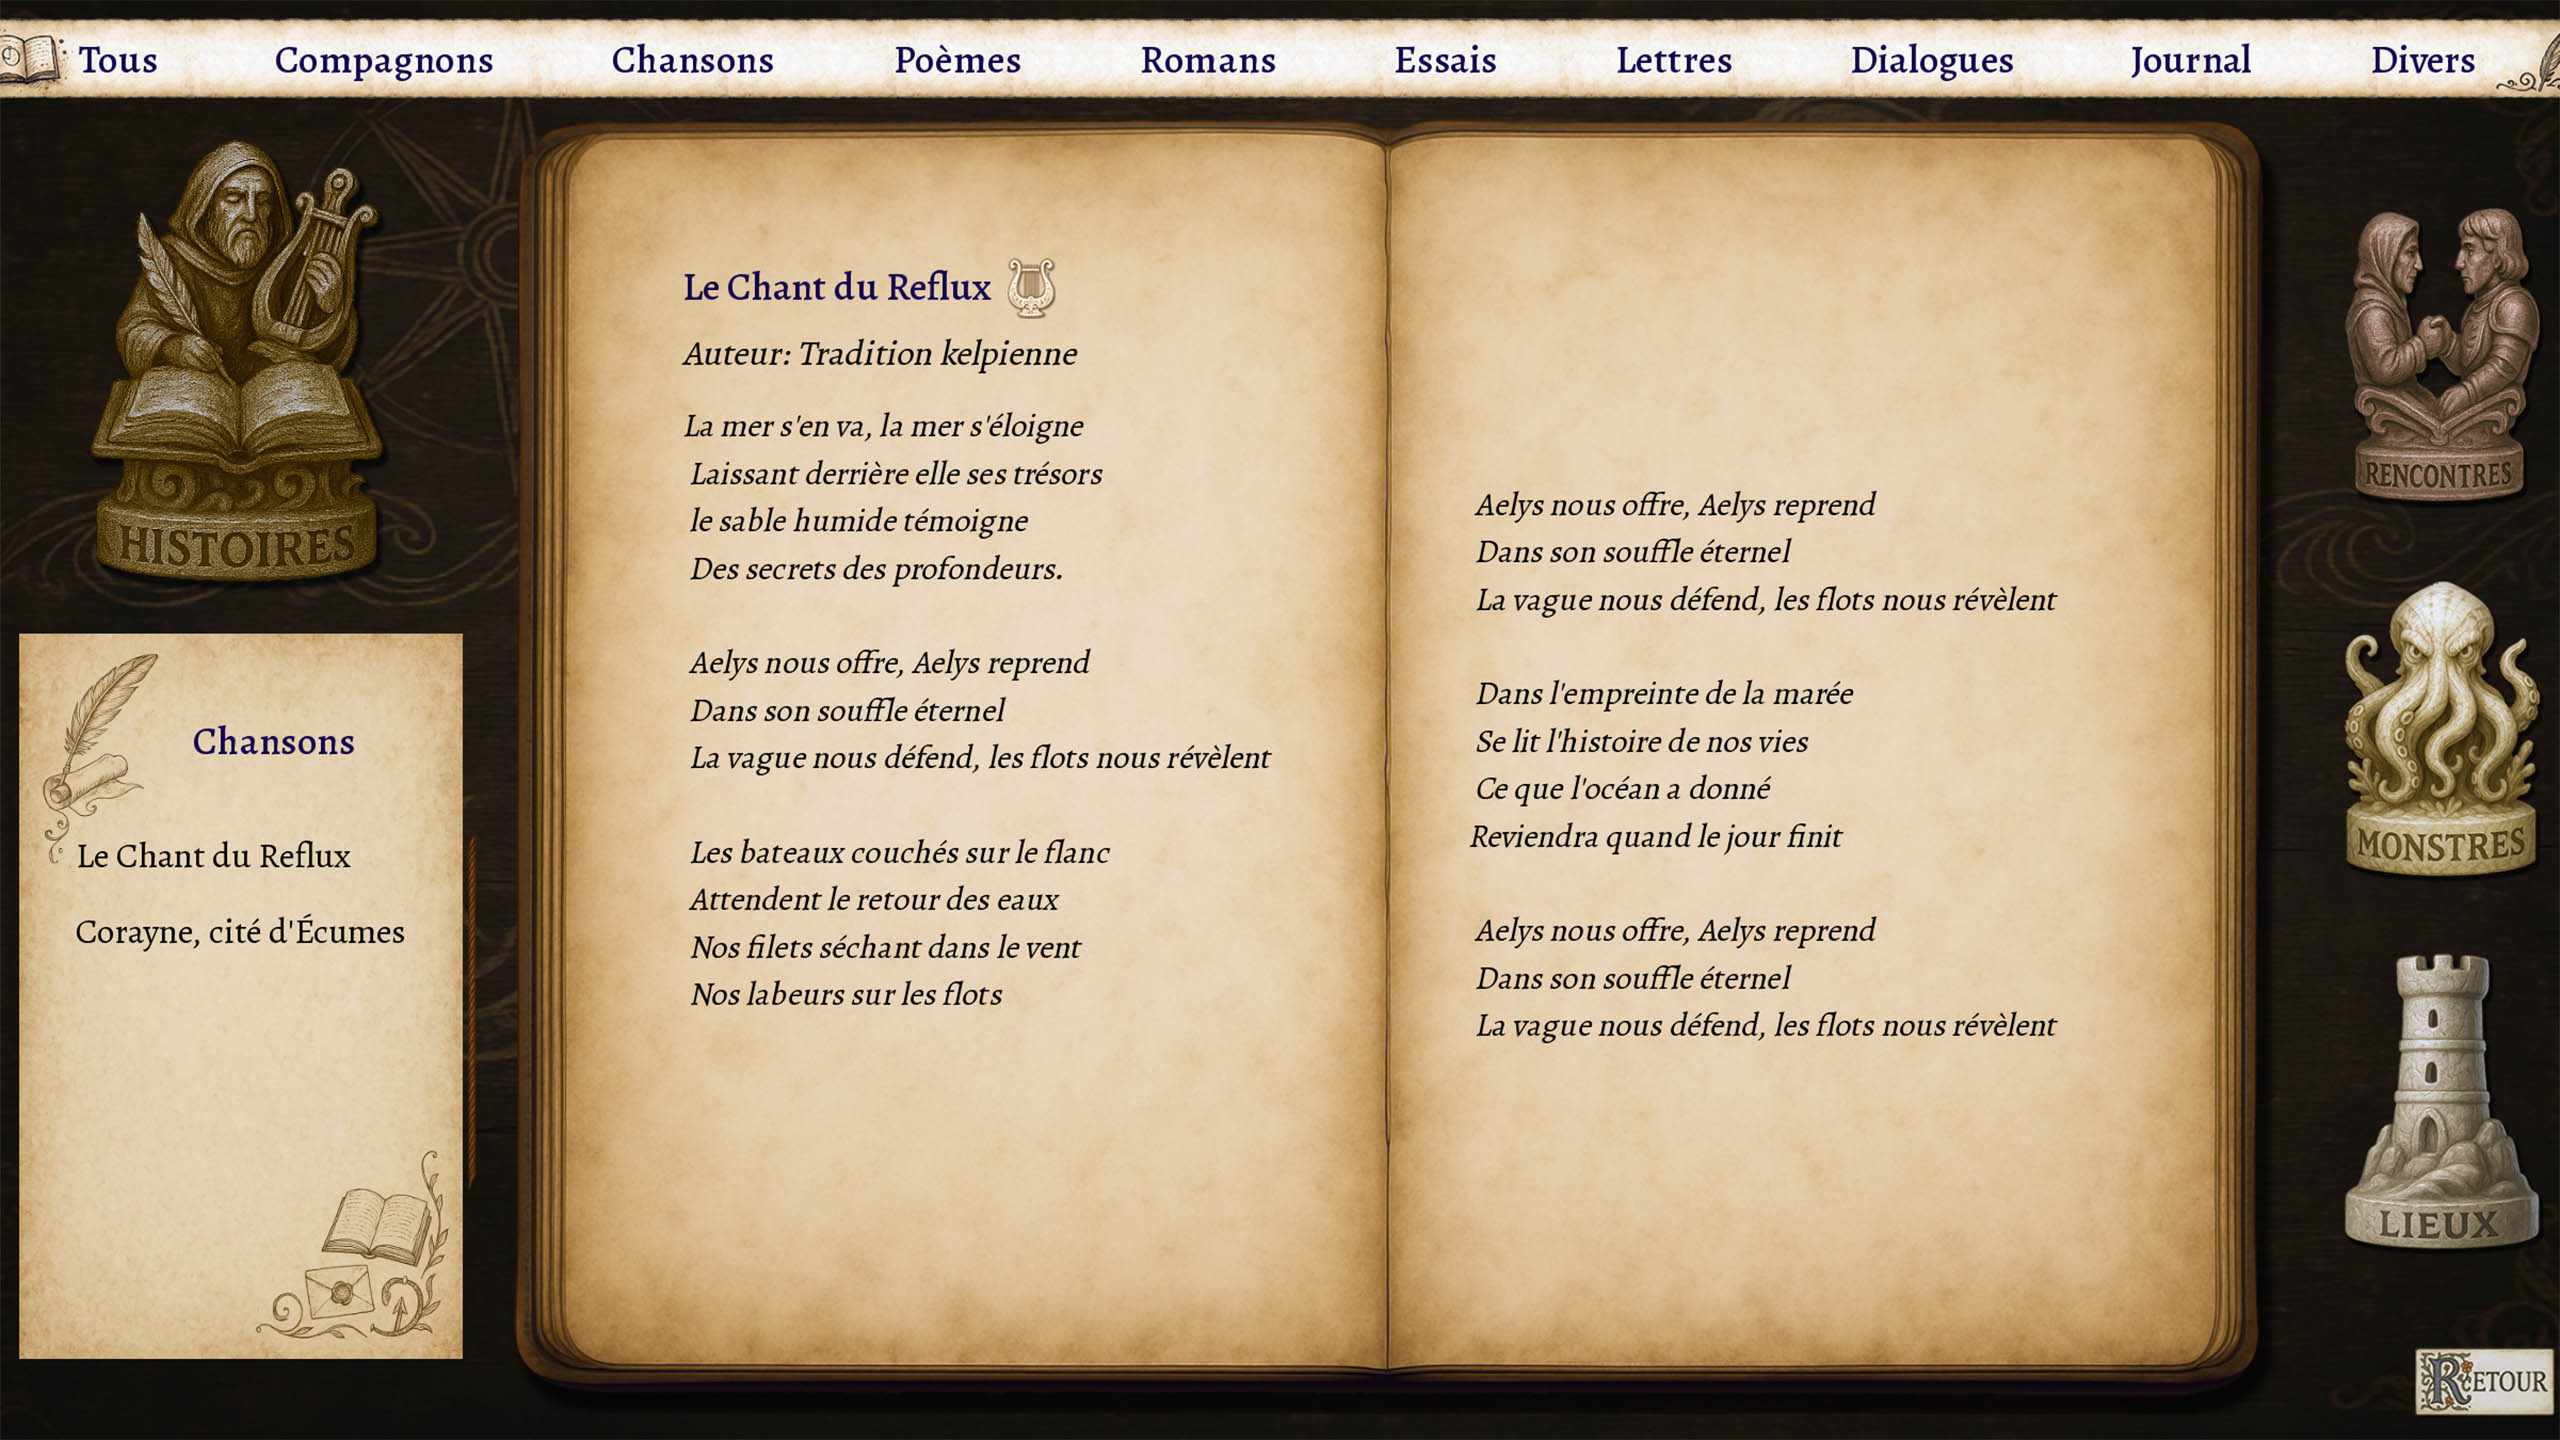 Tous
Compagnons
Chansons
Poèmes
Romans
Essais
Lettres
Dialogues
Journal
Divers
HISTOIRES
Chansons
Le Chant du Reflux
Corayne, cité d'Écumes
Le Chant du Reflux
Auteur: Tradition kelpienne
La mer s'en va, la mer s'éloigne
Laissant derrière elle ses trésors
le sable humide témoigne
Des secrets des profondeurs.
Aelys nous offre, Aelys reprend
Dans son souffle éternel
La vague nous défend, les flots nous révèlent
Les bateaux couchés sur le flanc
Attendent le retour des eaux
Nos filets séchant dans le vent
Nos labeurs sur les flots
Aelys nous offre, Aelys reprend
Dans son souffle éternel
La vague nous défend, les flots nous révèlent
Dans l'empreinte de la marée
Se lit l'histoire de nos vies
Ce que l'océan a donné
Reviendra quand le jour finit
Aelys nous offre, Aelys reprend
Dans son souffle éternel
La vague nous défend, les flots nous révèlent
RENCONTRES
MONSTRES
LIEUX
RETOUR